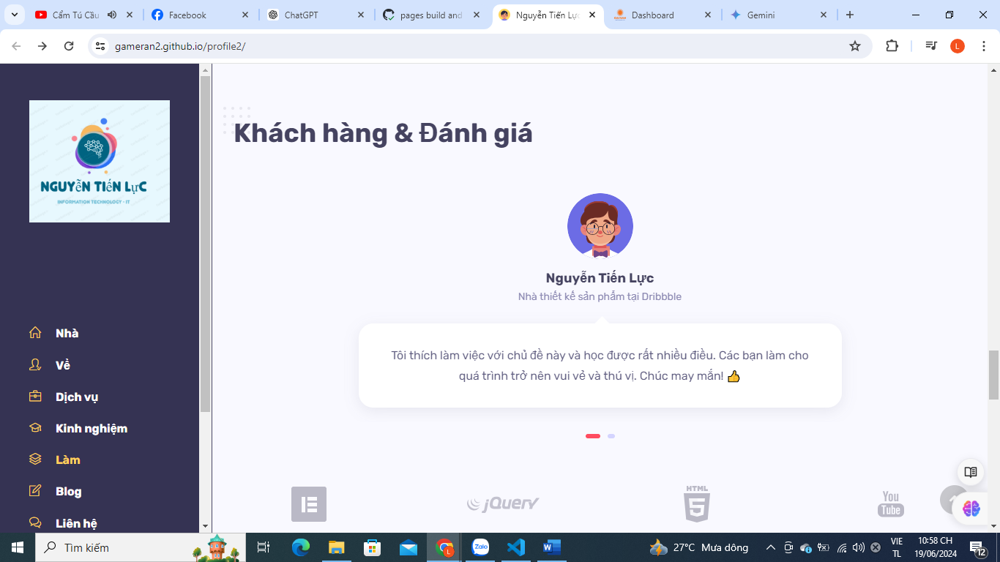 Cẩm Tú Cầu
Facebook
ChatGPT
pages build and
Nguyễn Tiến Lực
Dashboard
Gemini
gameran2.github.io/profile2/
L
NGUYỄN TIẾN LỰC
INFORMATION TECHNOLOGY - IT
Nhà
Về
Dịch vụ
Kinh nghiệm
Làm
Blog
Liên hệ
Khách hàng & Đánh giá
Nguyễn Tiến Lực
Nhà thiết kế sản phẩm tại Dribbble
Tôi thích làm việc với chủ đề này và học được rất nhiều điều. Các bạn làm cho
quá trình trở nên vui vẻ và thú vị. Chúc may mắn! 👍
jQuery
HTML
5
You
Tube
Tìm kiếm
L
Zalo
W
27°C Mưa dông
VIE
TL
10:58 CH
19/06/2024
12